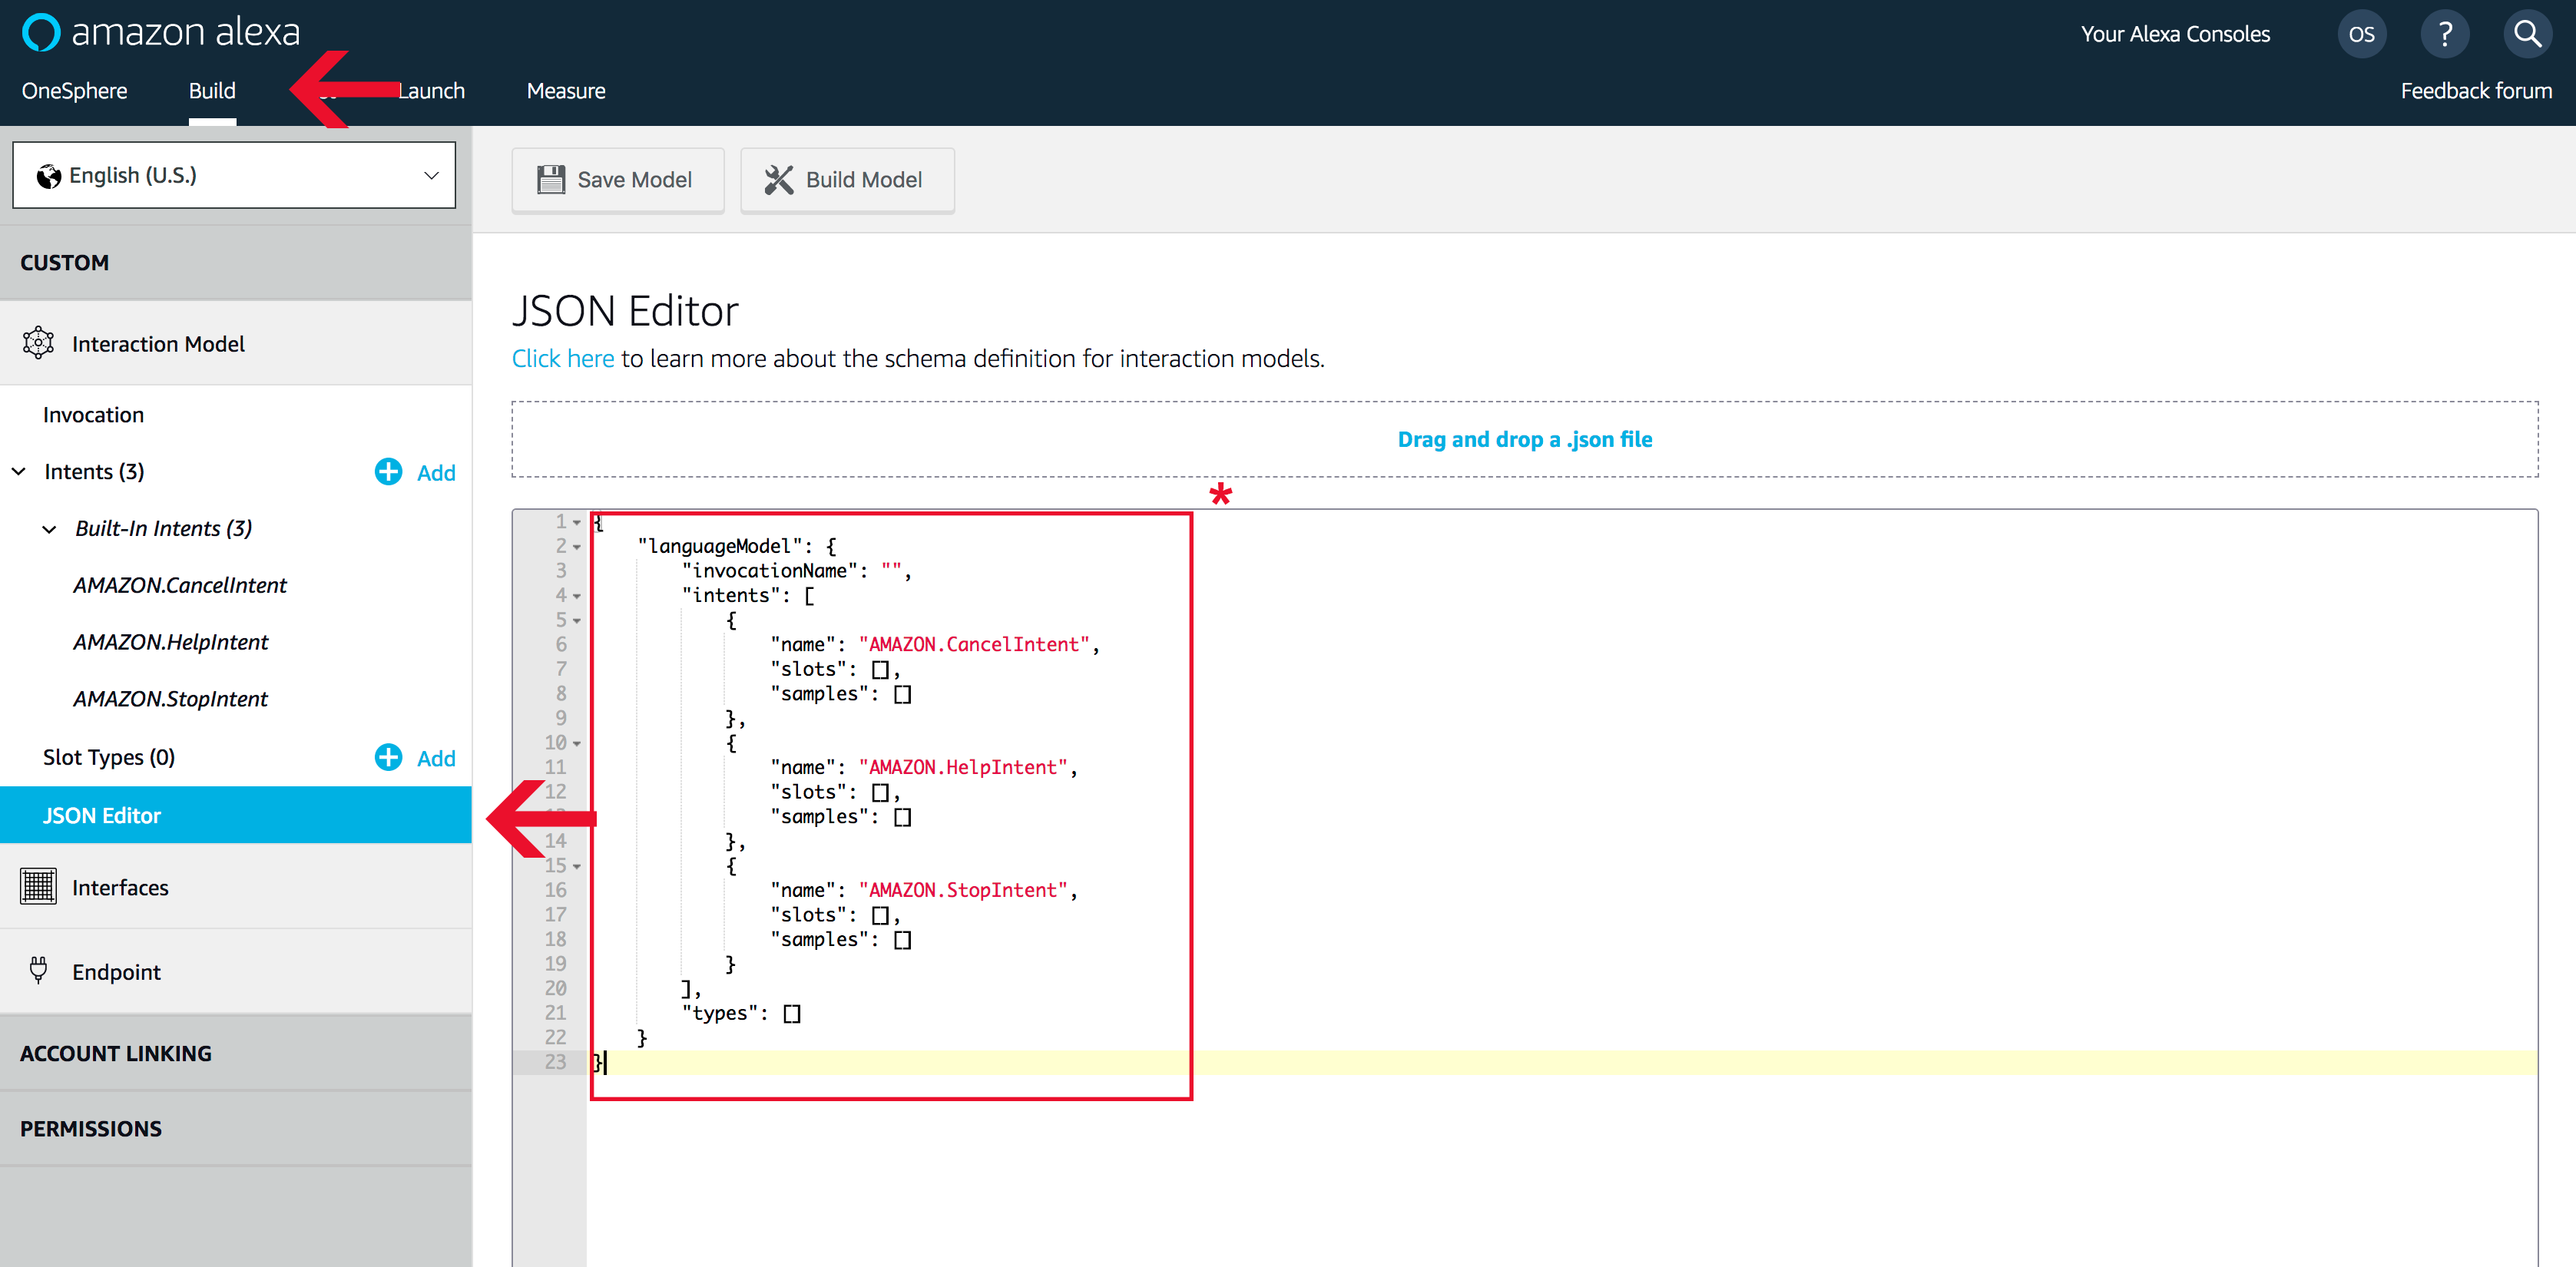 amazon alexa
Your Alexa Consoles
OS
?
OneSphere
Build
Launch
Measure
Feedback forum
English (U.S.)
Save Model
Build Model
CUSTOM
Interaction Model
Invocation
Intents (3)
Add
Built-In Intents (3)
AMAZON.CancelIntent
AMAZON.HelpIntent
AMAZON.StopIntent
Slot Types (0)
Add
JSON Editor
Interfaces
Endpoint
ACCOUNT LINKING
PERMISSIONS
JSON Editor
Click here to learn more about the schema definition for interaction models.
Drag and drop a .json file
*
1 {
2 "languageModel": {
3 "invocationName": "",
4 "intents": [
5 {
6 "name": "AMAZON.CancelIntent",
7 "slots": [],
8 "samples": []
9 },
10 {
11 "name": "AMAZON.HelpIntent",
12 "slots": [],
"samples": []
14 },
15 {
16 "name": "AMAZON.StopIntent",
17 "slots": [],
18 "samples": []
19 }
20 ],
21 "types": []
22 }
23 }